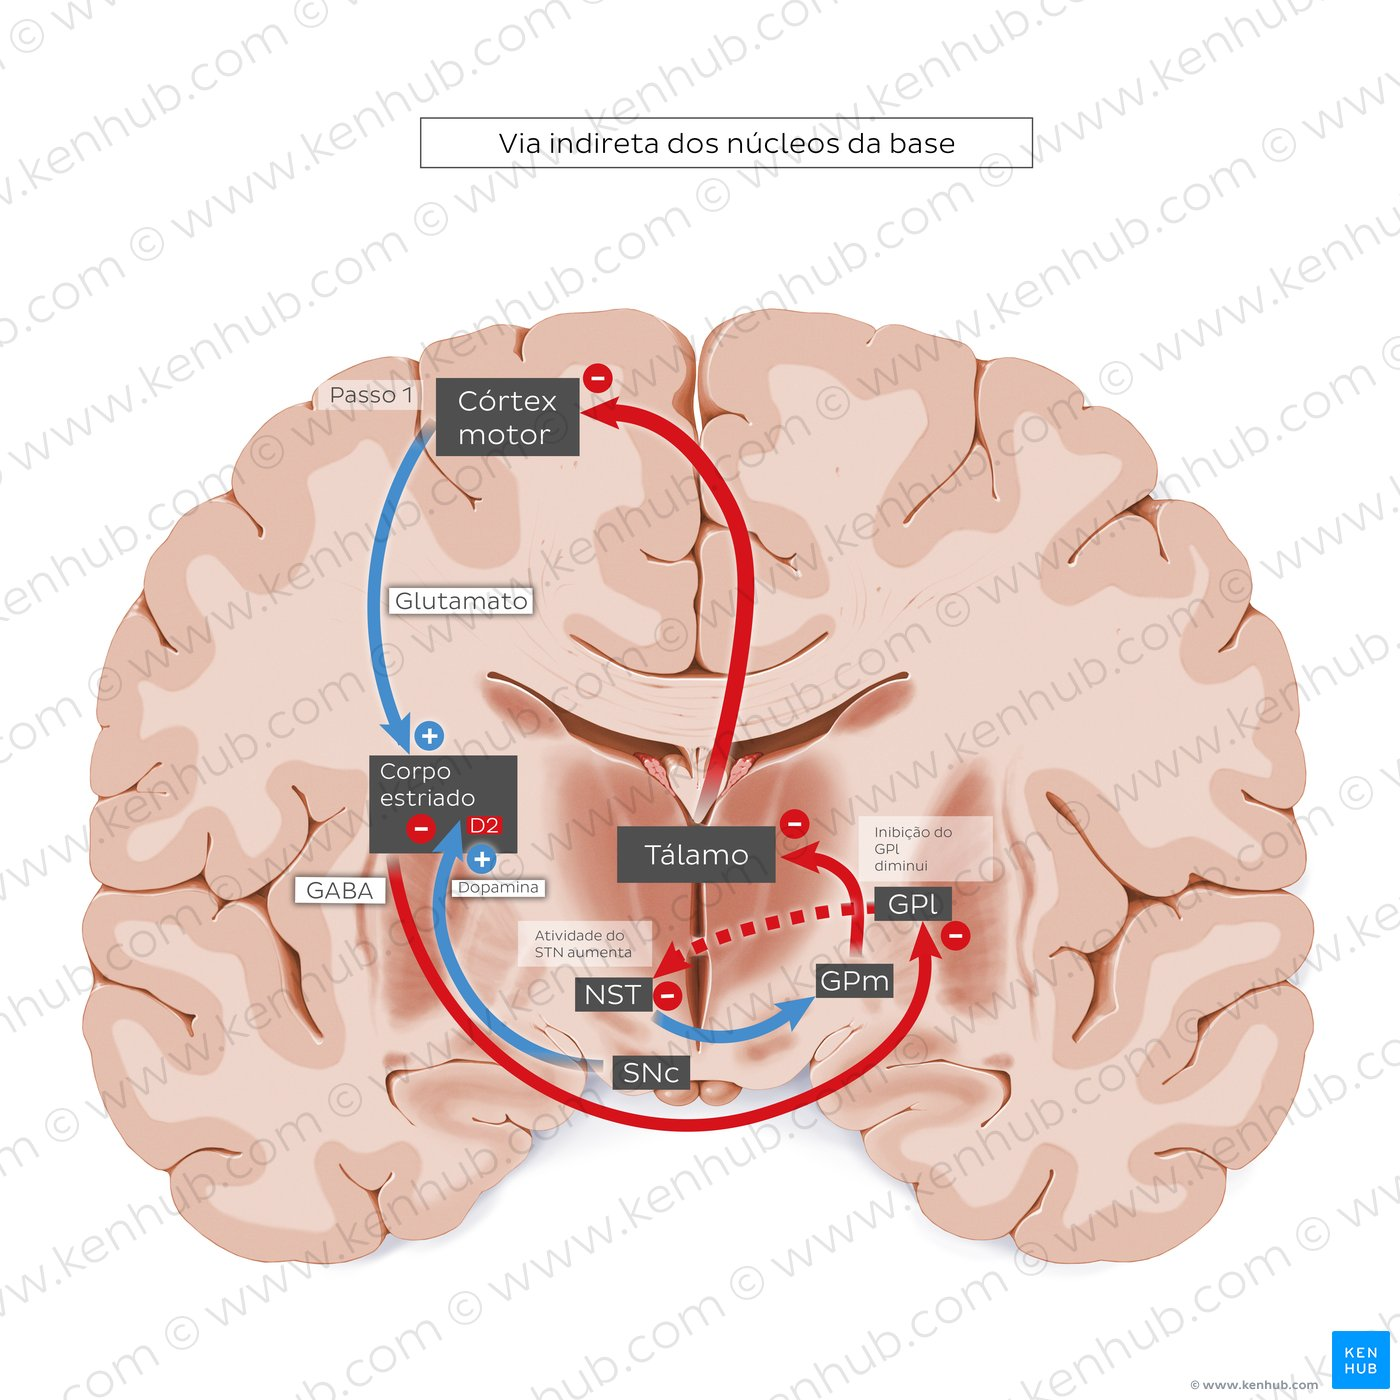 Via indireta dos núcleos da base
Passo 1
Córtex
motor
Glutamato
Corpo
estriado
D2
Dopamina
GABA
Tálamo
Inibição do
GPl
diminui
GPl
Atividade do
STN aumenta
NST
GPm
SNc
KEN
HUB
© www.kenhub.com